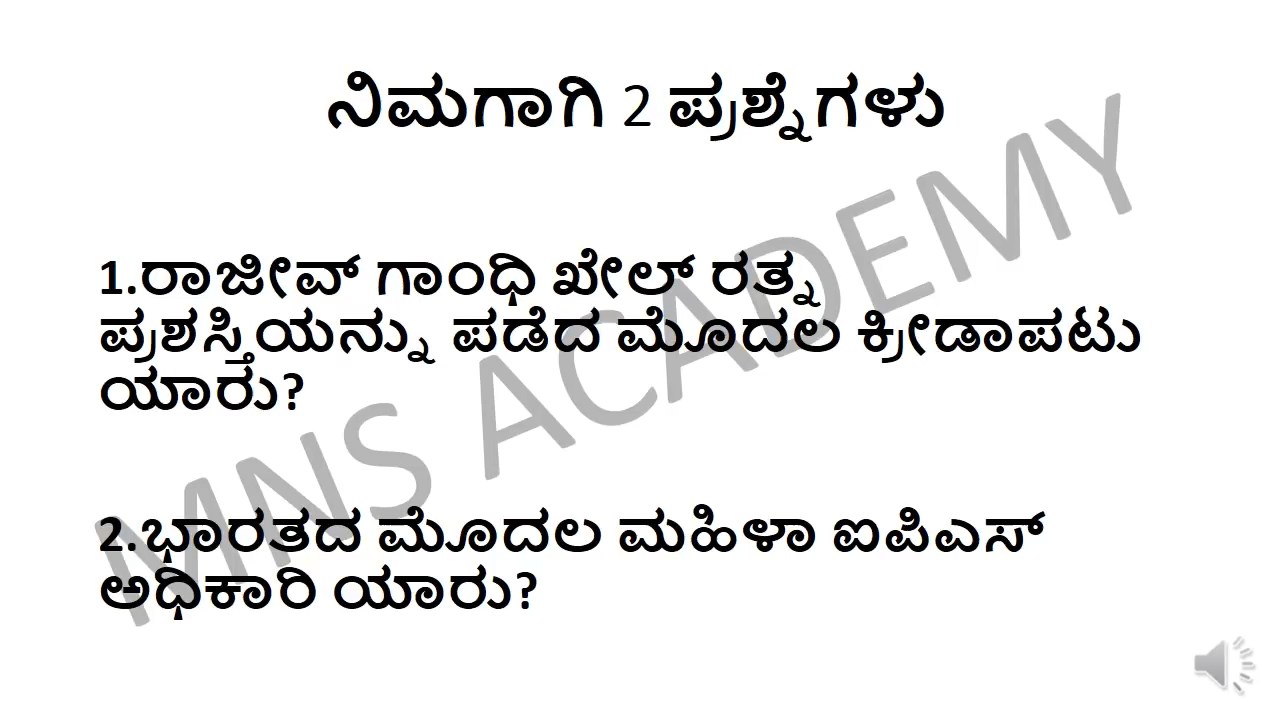 ನಿಮಗಾಗಿ 2 ಪ್ರಶ್ನೆಗಳು
1.ರಾಜೀವ್ ಗಾಂಧಿ ಖೇಲ್ ರತ್ನ
ಪ್ರಶಸ್ತಿಯನ್ನು ಪಡೆದ ಮೊದಲ ಕ್ರೀಡಾಪಟು
ಯಾರು?
2.ಭಾರತದ ಮೊದಲ ಮಹಿಳಾ ಐಪಿಎಸ್
ಅಧಿಕಾರಿ ಯಾರು?
MNS ACADEMY